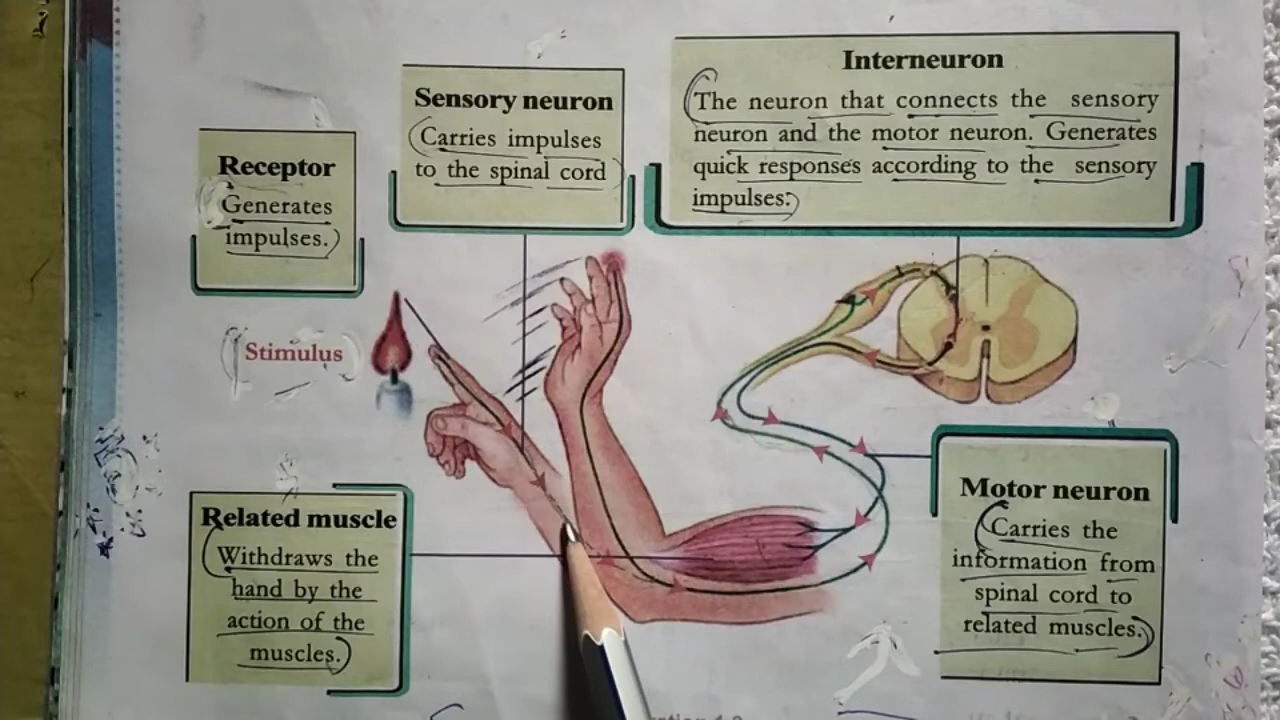 Interneuron
The neuron that connects the sensory
neuron and the motor neuron. Generates
quick responses according to the sensory
impulses.
Sensory neuron
Carries impulses
to the spinal cord
Receptor
Generates
impulses.
Stimulus
Related muscle
Withdraws the
hand by the
action of the
muscles.
Motor neuron
Carries the
information from
spinal cord to
related muscles.